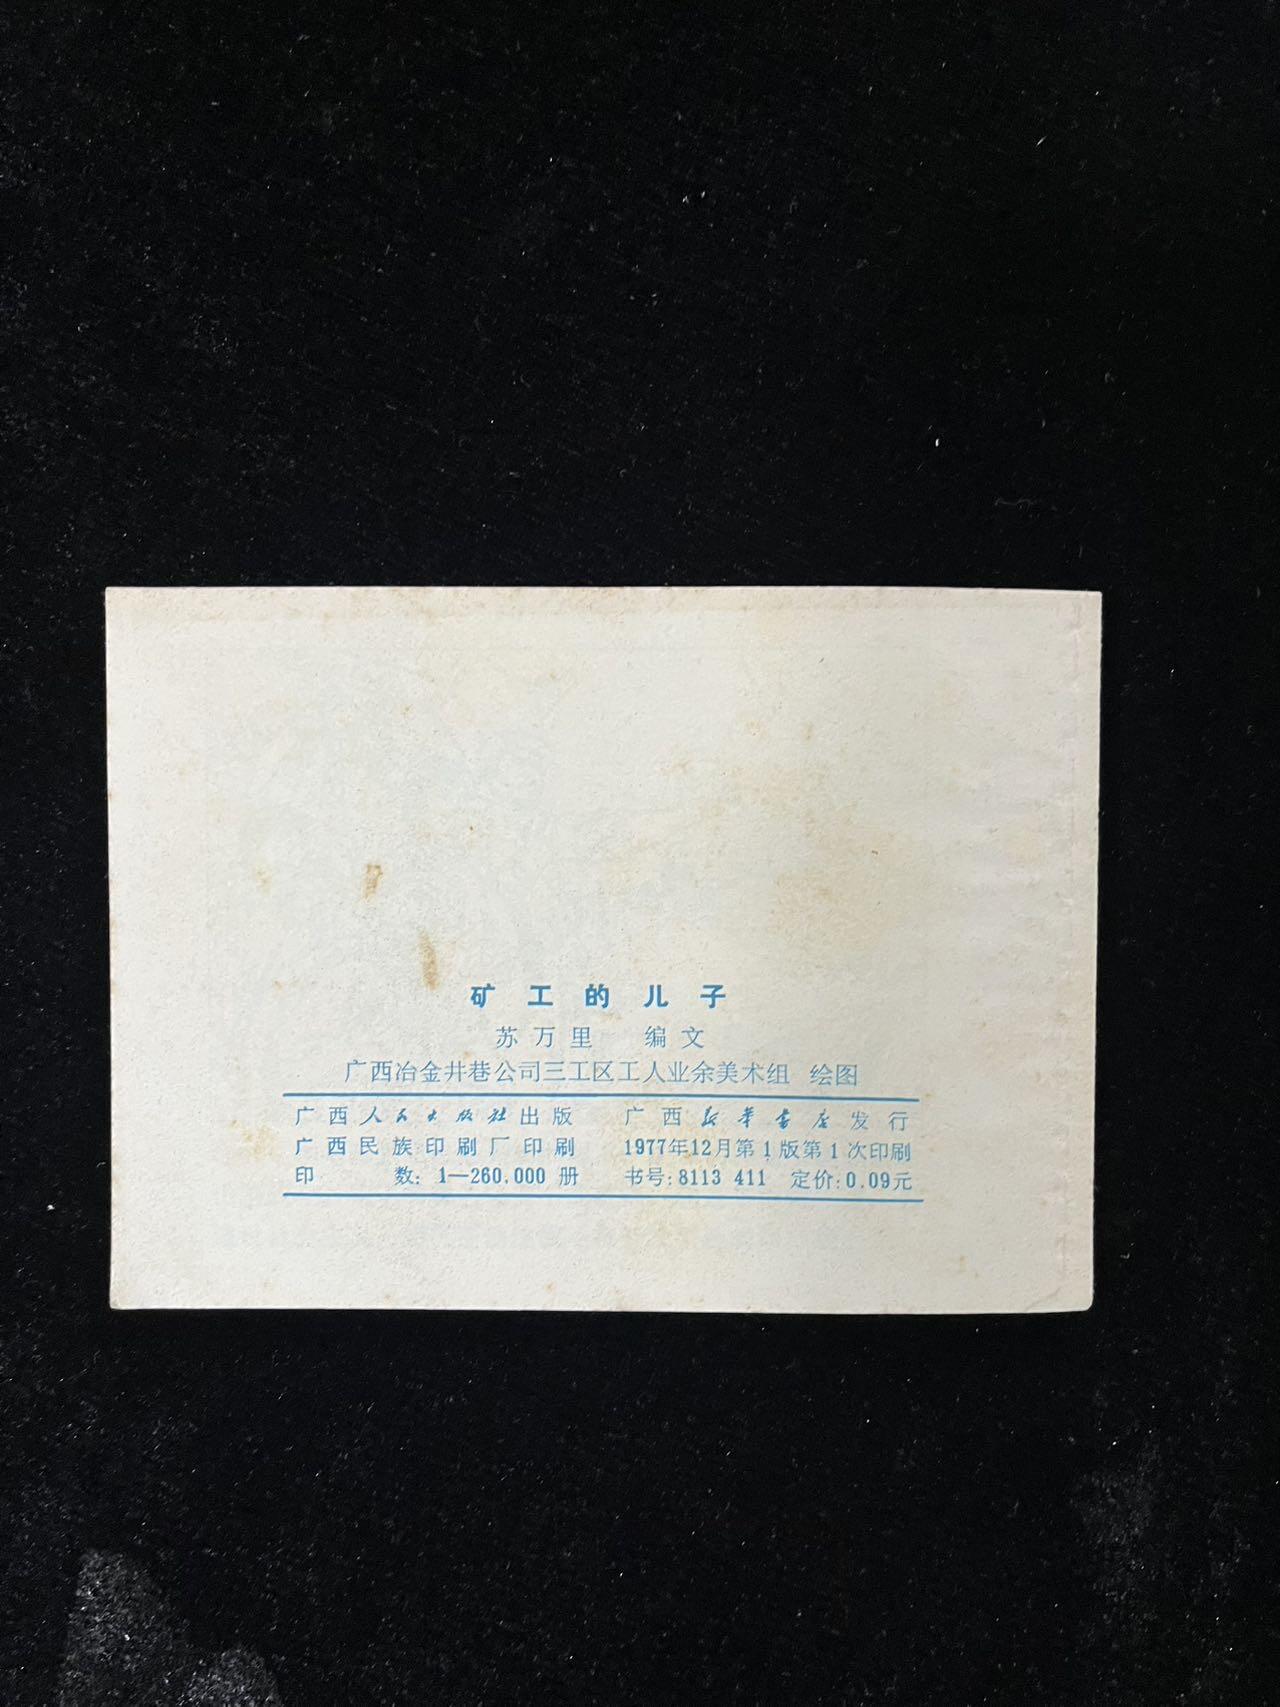 矿工的儿子
苏万里 编文
广西冶金井巷公司三工区工人业余美术组 绘图
广西人民出版社出版 广西新华书店发行
广西民族印刷厂印刷 1977年12月第1版第1次印刷
印 数：1—260,000 册 书号：8113 411 定价：0.09元